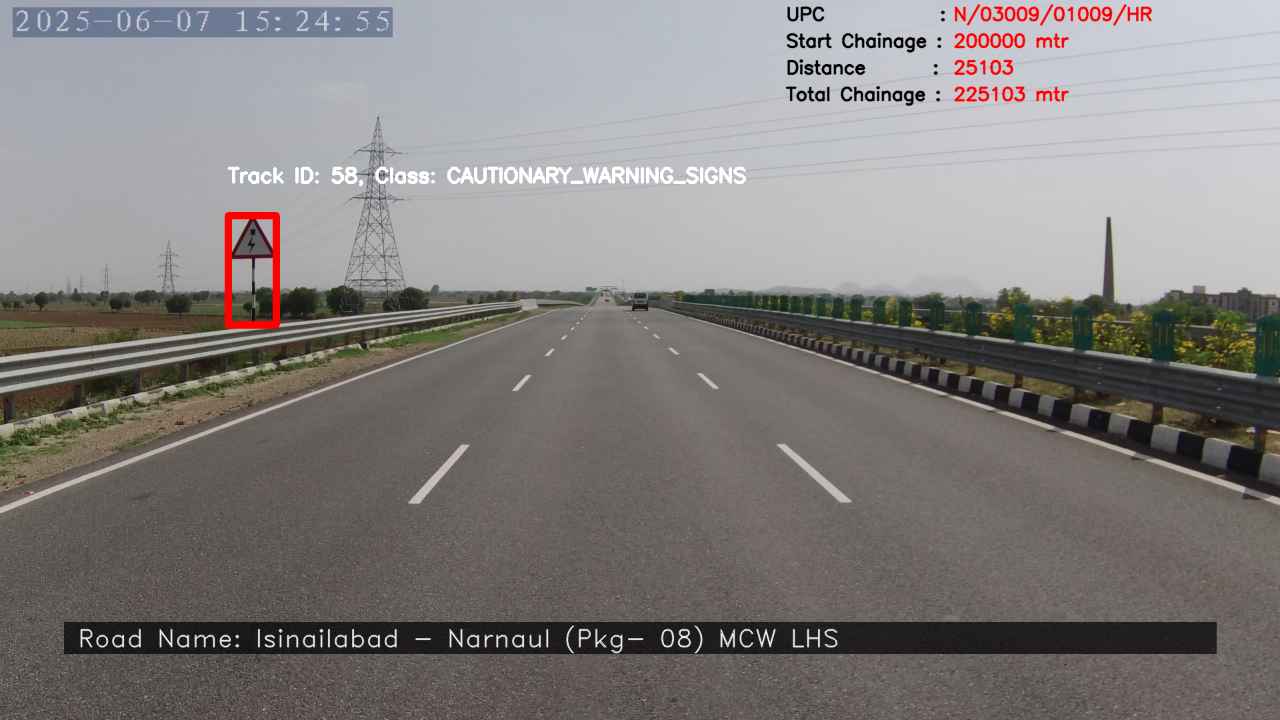 2025-06-07 15:24:55
UPC : N/03009/01009/HR
Start Chainage : 200000 mtr
Distance : 25103
Total Chainage : 225103 mtr
Track ID: 58, Class: CAUTIONARY_WARNING_SIGNS
Road Name: Isinailabad - Narnaul (Pkg- 08) MCW LHS